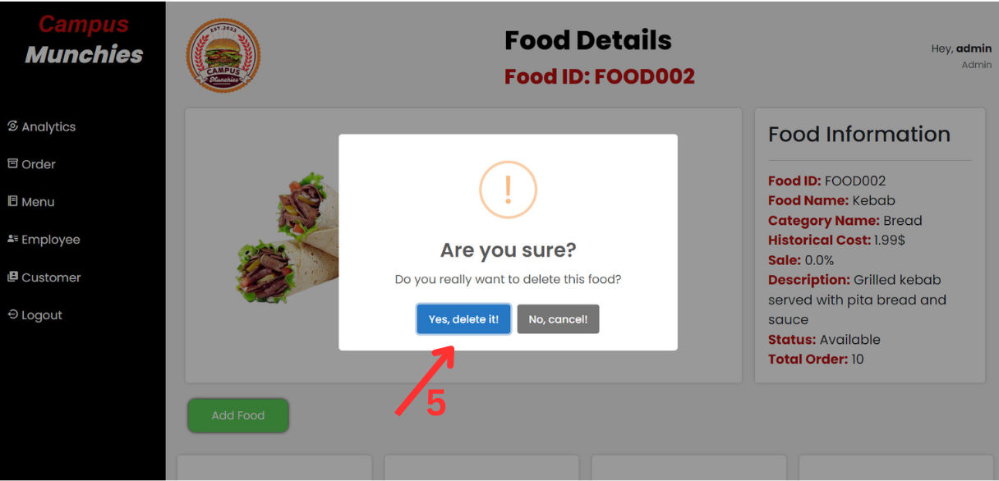 Campus
Munchies
EST.2023
CAMPUS
Munchies
Food Details
Food ID: FOOD002
Hey, admin
Admin
Analytics
Order
Menu
Employee
Customer
Logout
!
Are you sure?
Do you really want to delete this food?
Yes, delete it!
No, cancel!
5
Food Information
Food ID: FOOD002
Food Name: Kebab
Category Name: Bread
Historical Cost: 1.99$
Sale: 0.0%
Description: Grilled kebab
served with pita bread and
sauce
Status: Available
Total Order: 10
Add Food